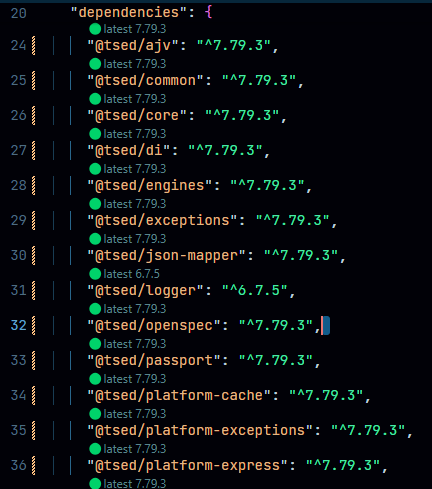 20 "dependencies": {
latest 7.79.3
24 "@tsed/ajv": "^7.79.3",
latest 7.79.3
25 "@tsed/common": "^7.79.3",
latest 7.79.3
26 "@tsed/core": "^7.79.3",
latest 7.79.3
27 "@tsed/di": "^7.79.3",
latest 7.79.3
28 "@tsed/engines": "^7.79.3",
latest 7.79.3
29 "@tsed/exceptions": "^7.79.3",
latest 7.79.3
30 "@tsed/json-mapper": "^7.79.3",
latest 6.7.5
31 "@tsed/logger": "^6.7.5",
latest 7.79.3
32 "@tsed/openspec": "^7.79.3",
latest 7.79.3
33 "@tsed/passport": "^7.79.3",
latest 7.79.3
34 "@tsed/platform-cache": "^7.79.3",
latest 7.79.3
35 "@tsed/platform-exceptions": "^7.79.3",
latest 7.79.3
36 "@tsed/platform-express": "^7.79.3",
latest 7.79.3